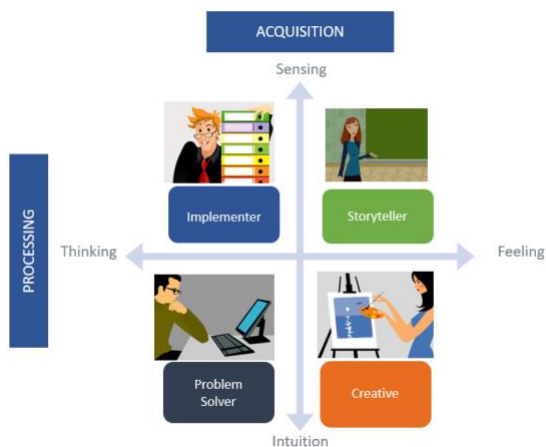 ACQUISITION
Sensing
Implementer
Storyteller
PROCESSING
Thinking
Feeling
Problem
Solver
Creative
Intuition